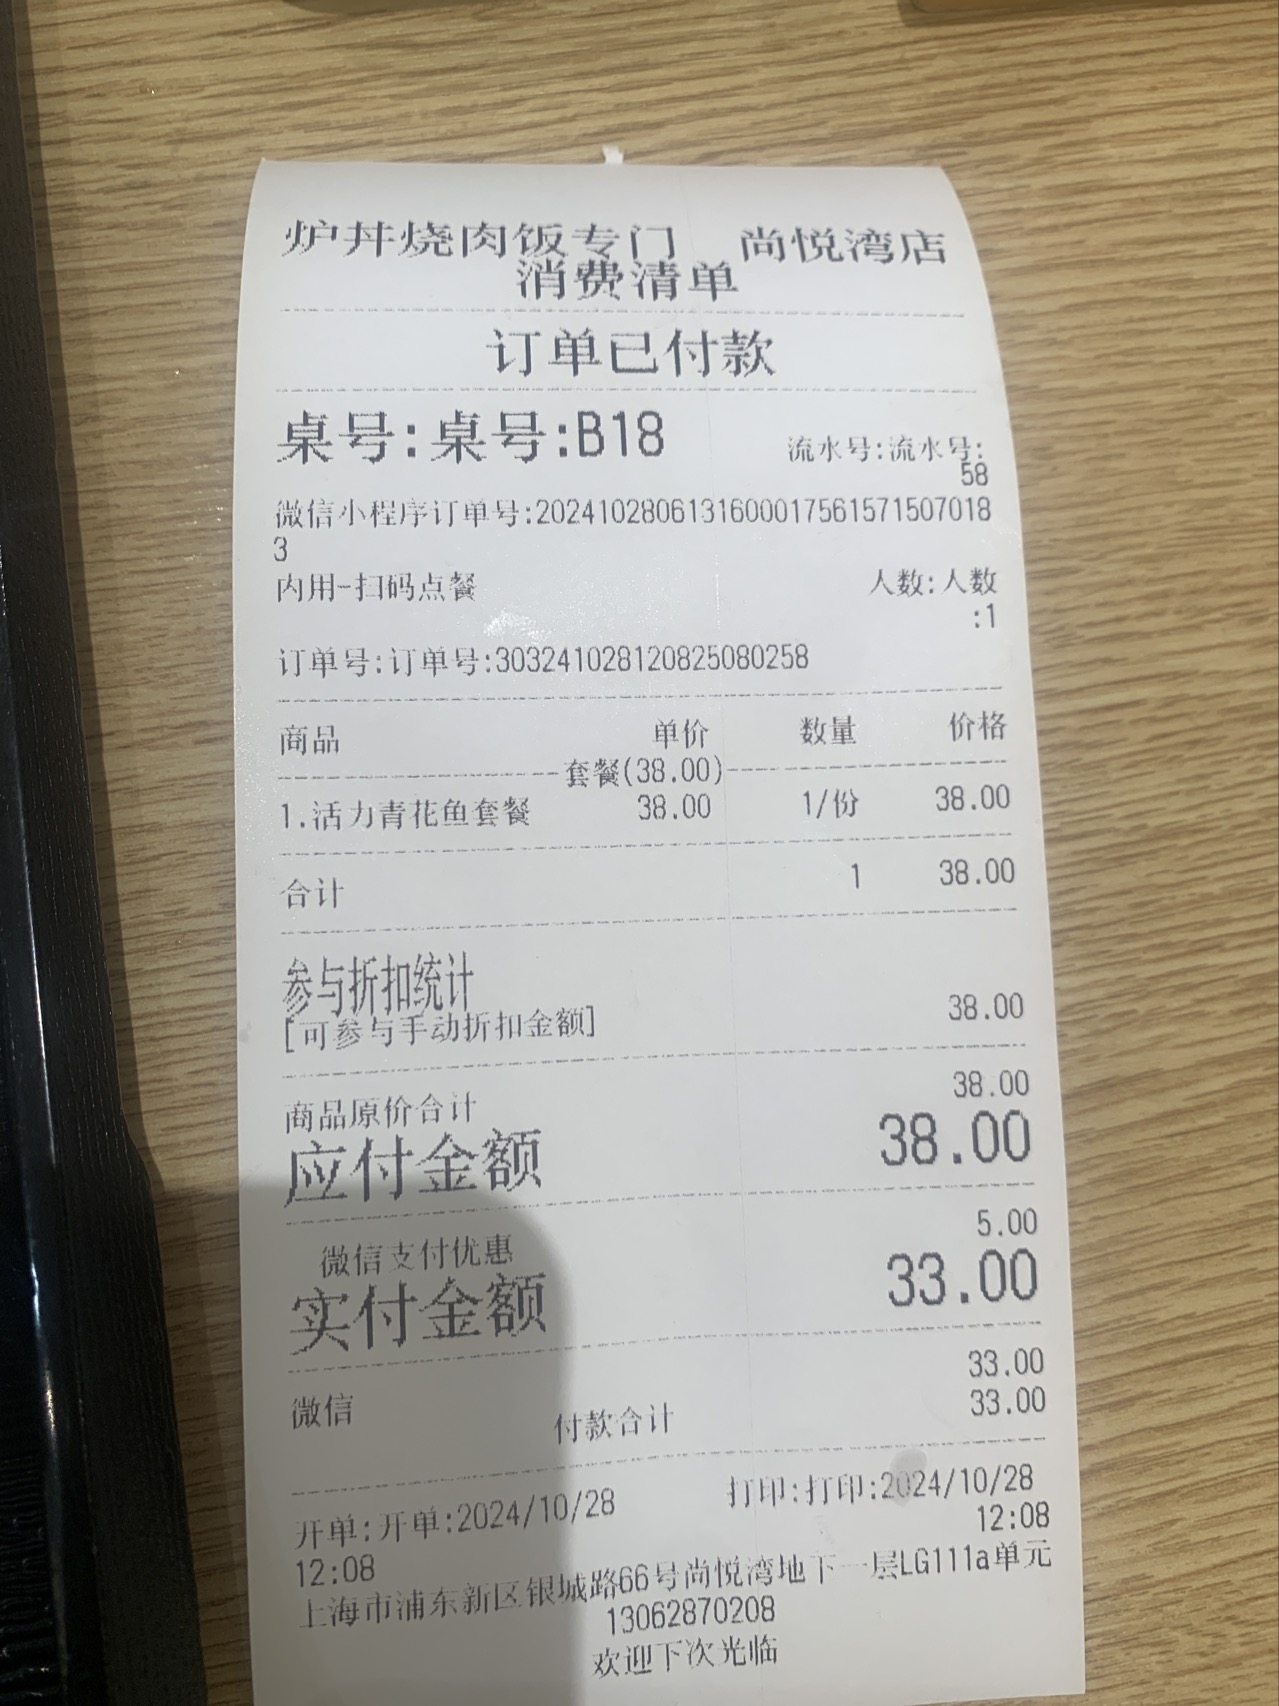 炉丼烧肉饭专门　尚悦湾店
消费清单
订单已付款
桌号:桌号:B18 流水号:流水号:
58
微信小程序订单号:2024102806131600017561571507018
3
内用-扫码点餐 人数:人数
:1
订单号:订单号:303241028120825080258
商品 单价 数量 价格
套餐(38.00)
1.活力青花鱼套餐 38.00 1/份 38.00
合计 1 38.00
参与折扣统计
[可参与手动折扣金额] 38.00
商品原价合计 38.00
应付金额 38.00
微信支付优惠 5.00
实付金额 33.00
微信 33.00
付款合计 33.00
开单:开单:2024/10/28 打印:打印:2024/10/28
12:08 12:08
上海市浦东新区银城路66号尚悦湾地下一层LG111a单元
13062870208
欢迎下次光临